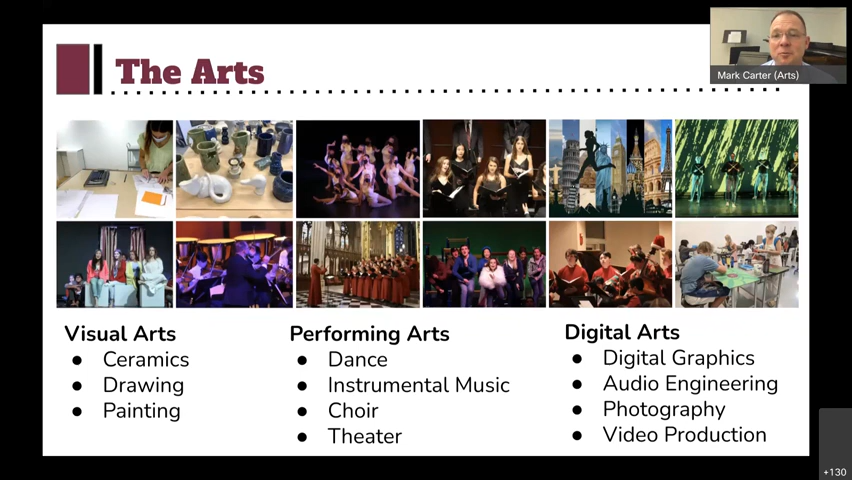 The Arts
Mark Carter (Arts)
Visual Arts
● Ceramics
● Drawing
● Painting
Performing Arts
● Dance
● Instrumental Music
● Choir
● Theater
Digital Arts
● Digital Graphics
● Audio Engineering
● Photography
● Video Production
+130